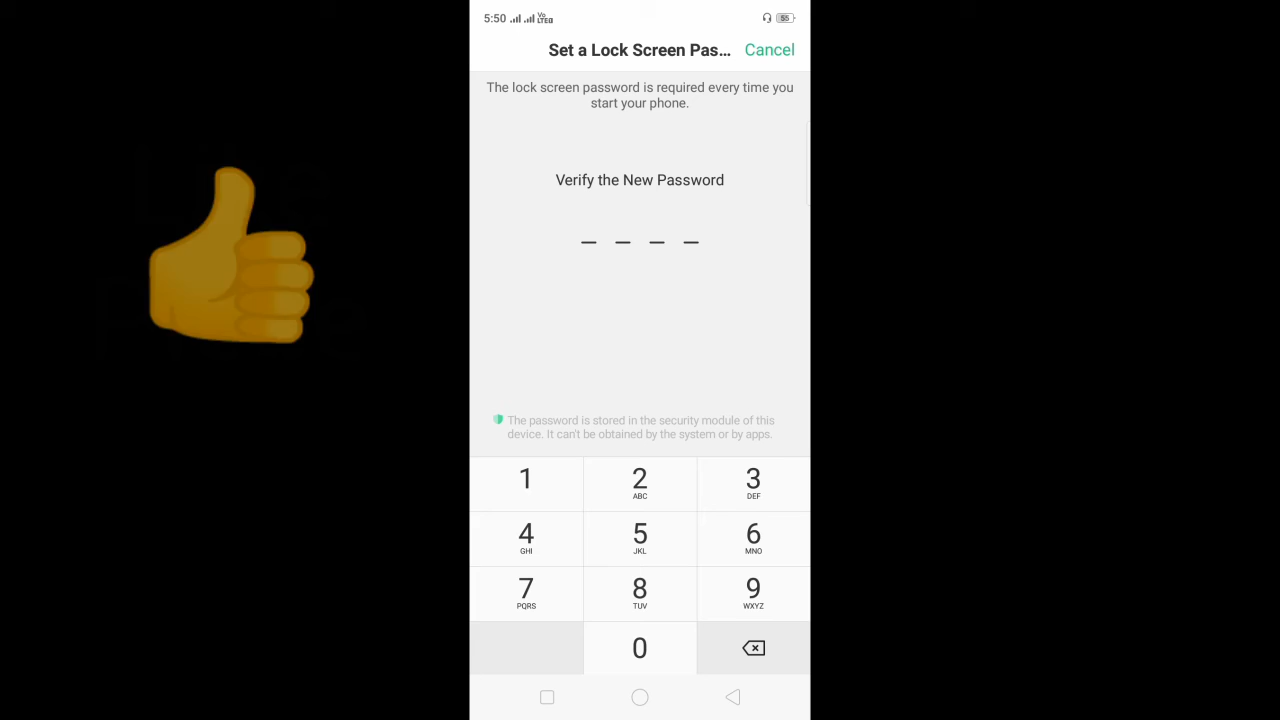 5:50 Vo LTE 55
Set a Lock Screen Pas... Cancel
The lock screen password is required every time you
start your phone.
Verify the New Password
The password is stored in the security module of this
device. It can't be obtained by the system or by apps.
1 2 3
ABC DEF
4 5 6
GHI JKL MNO
7 8 9
PQRS TUV WXYZ
0